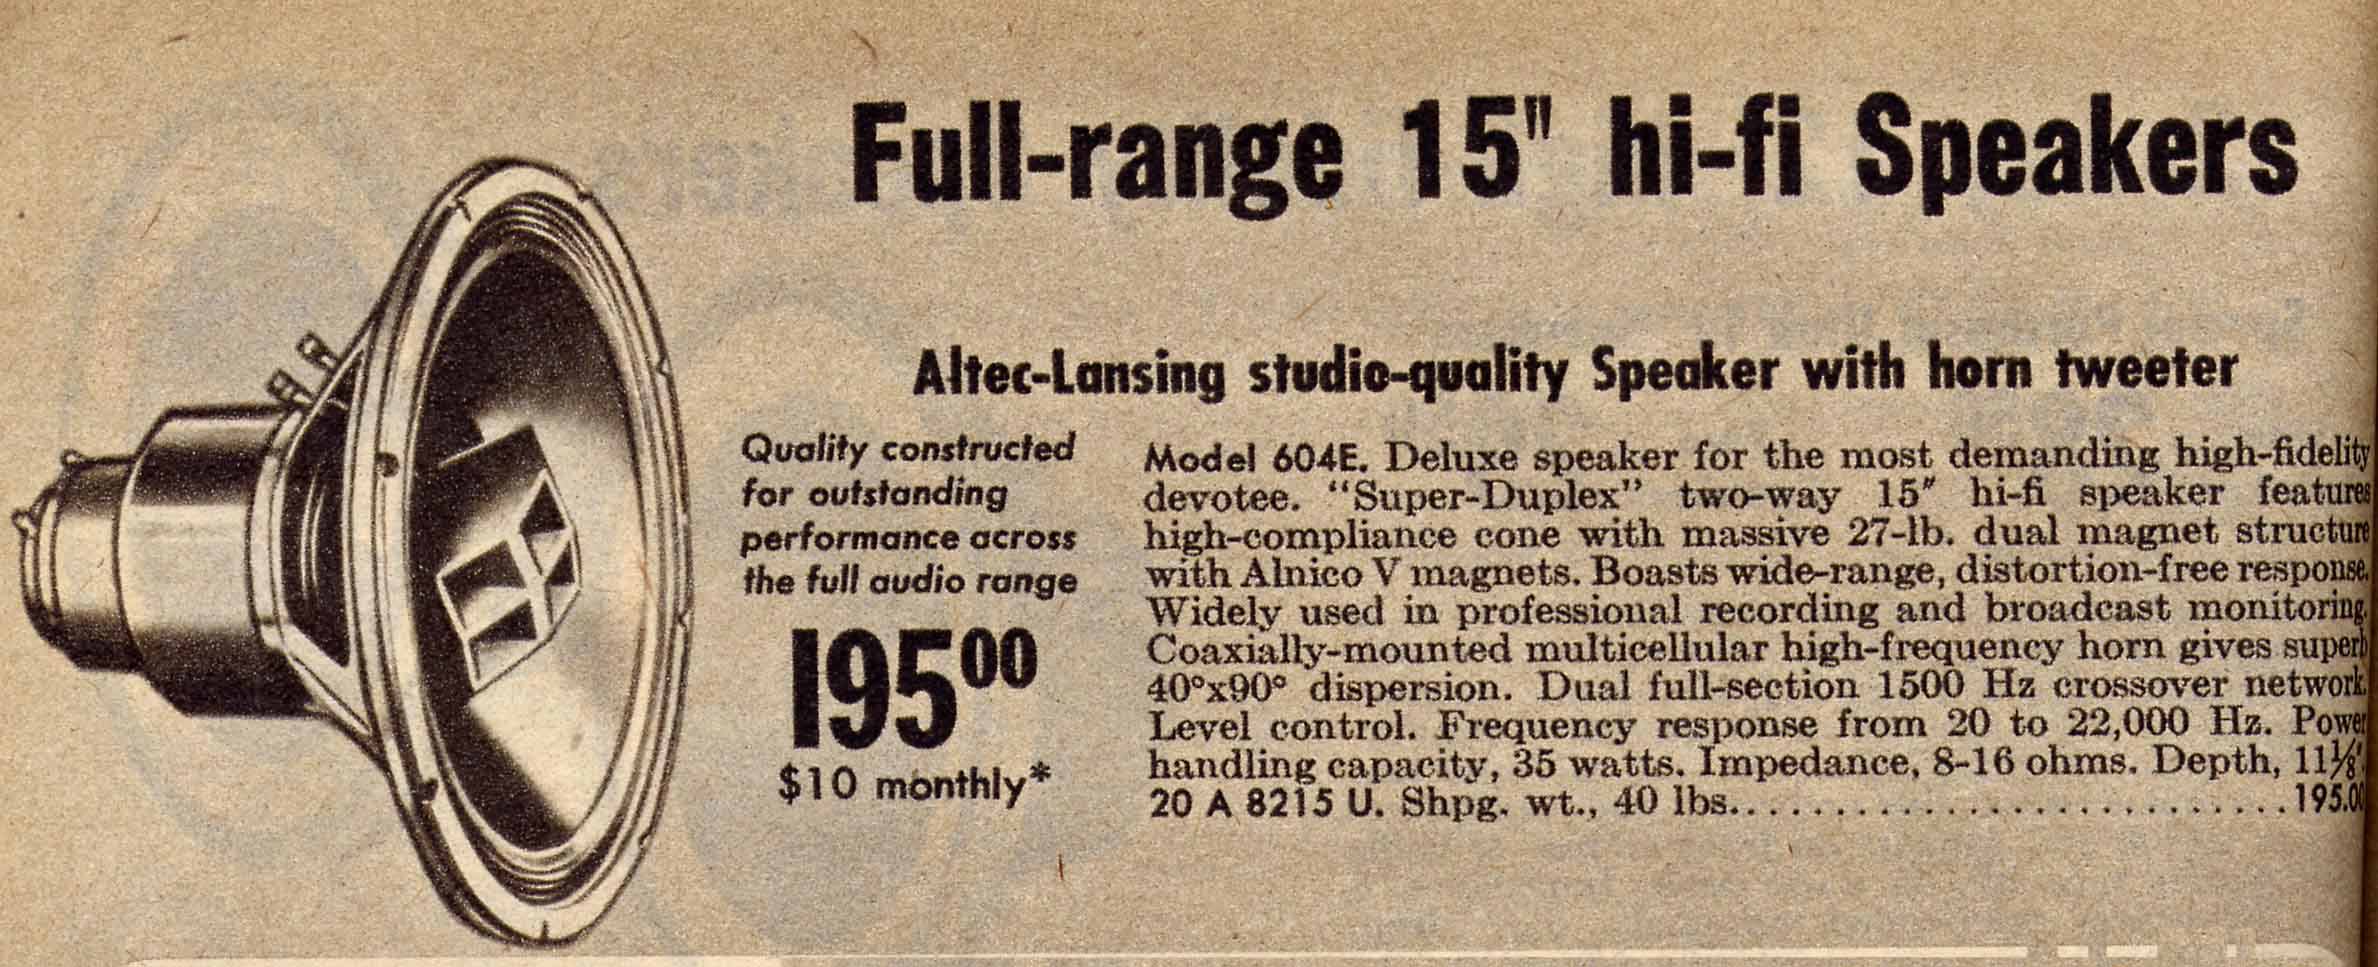 Full-range 15" hi-fi Speakers
Altec-Lansing studio-quality Speaker with horn tweeter
Quality constructed
for outstanding
performance across
the full audio range
195⁰⁰
$10 monthly*
Model 604E. Deluxe speaker for the most demanding high-fidelity
devotee. "Super-Duplex" two-way 15" hi-fi speaker features
high-compliance cone with massive 27-lb. dual magnet structure
with Alnico V magnets. Boasts wide-range, distortion-free response.
Widely used in professional recording and broadcast monitoring.
Coaxially-mounted multicellular high-frequency horn gives superb
40°x90° dispersion. Dual full-section 1500 Hz crossover network.
Level control. Frequency response from 20 to 22,000 Hz. Power
handling capacity, 35 watts. Impedance, 8-16 ohms. Depth, 11⅛".
20 A 8215 U. Shpg. wt., 40 lbs..........................195.00